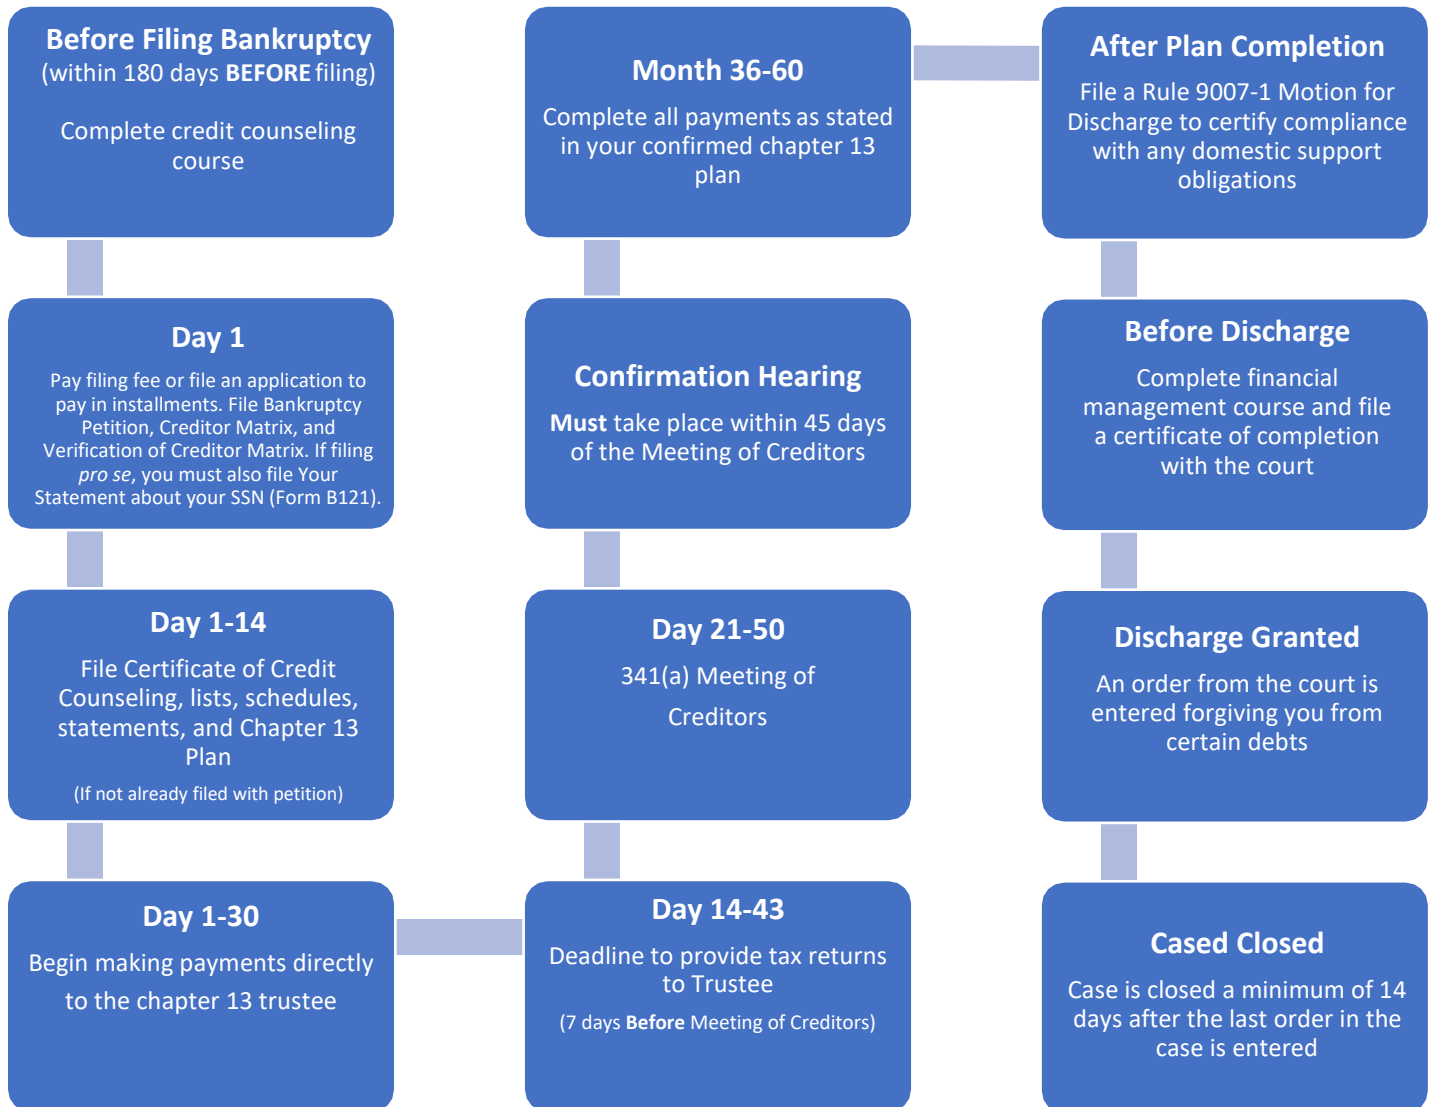 Before Filing Bankruptcy
(within 180 days BEFORE filing)
Complete credit counseling
course
Day 1
Pay filing fee or file an application to
pay in installments. File Bankruptcy
Petition, Creditor Matrix, and
Verification of Creditor Matrix. If filing
pro se, you must also file Your
Statement about your SSN (Form B121).
Day 1-14
File Certificate of Credit
Counseling, lists, schedules,
statements, and Chapter 13
Plan
(If not already filed with petition)
Day 1-30
Begin making payments directly
to the chapter 13 trustee
Day 14-43
Deadline to provide tax returns
to Trustee
(7 days Before Meeting of Creditors)
Day 21-50
341(a) Meeting of
Creditors
Confirmation Hearing
Must take place within 45 days
of the Meeting of Creditors
Month 36-60
Complete all payments as stated
in your confirmed chapter 13
plan
After Plan Completion
File a Rule 9007-1 Motion for
Discharge to certify compliance
with any domestic support
obligations
Before Discharge
Complete financial
management course and file
a certificate of completion
with the court
Discharge Granted
An order from the court is
entered forgiving you from
certain debts
Cased Closed
Case is closed a minimum of 14
days after the last order in the
case is entered